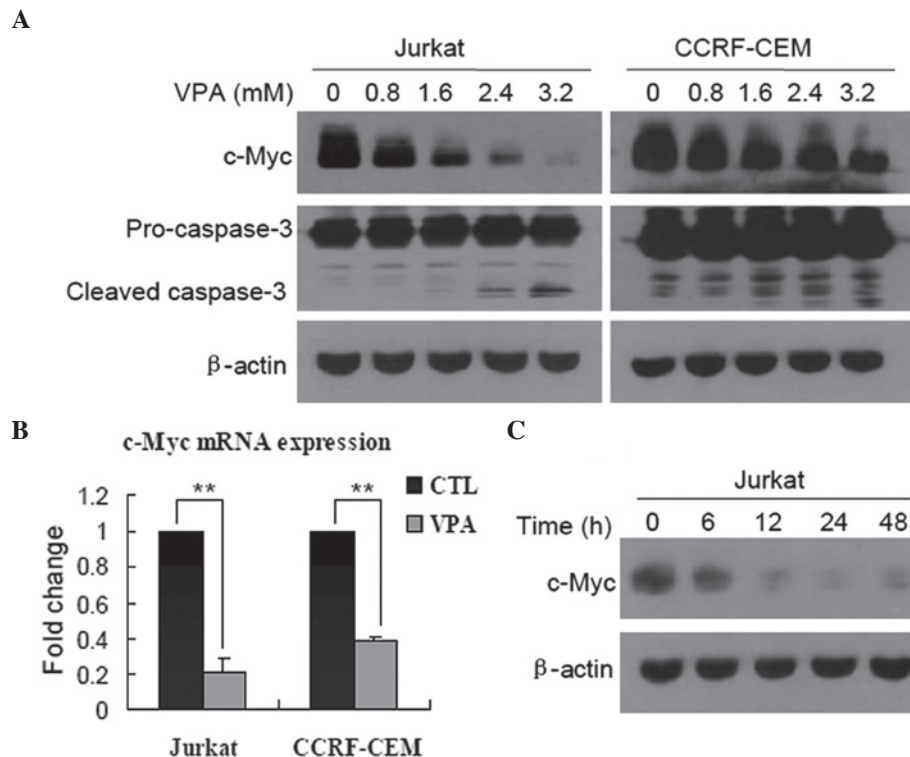 A
Jurkat CCRF-CEM
VPA (mM) 0 0.8 1.6 2.4 3.2 0 0.8 1.6 2.4 3.2
c-Myc
Pro-caspase-3
Cleaved caspase-3
β-actin
B
c-Myc mRNA expression
1.2
1
0.8
0.6
0.4
0.2
0
Fold change
** **
CTL
VPA
Jurkat CCRF-CEM
C
Jurkat
Time (h) 0 6 12 24 48
c-Myc
β-actin